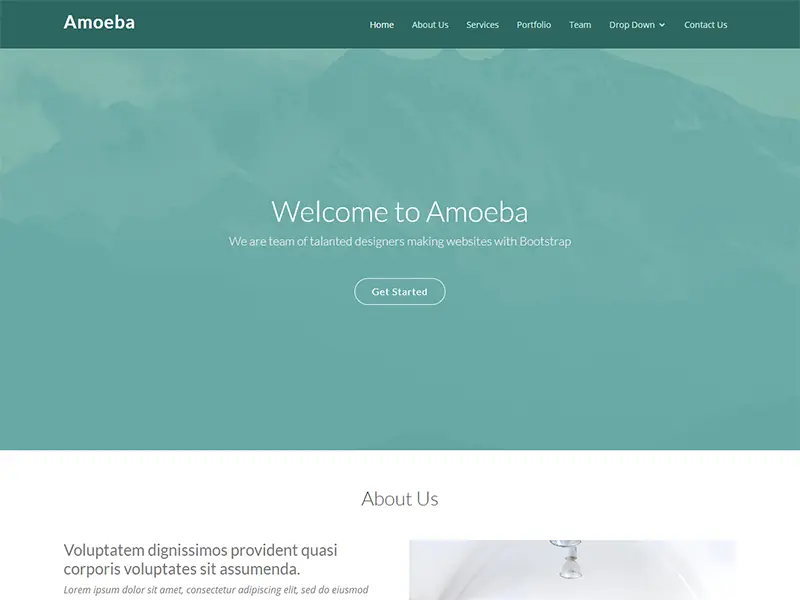 Amoeba
Home About Us Services Portfolio Team Drop Down Contact Us
Welcome to Amoeba
We are team of talanted designers making websites with Bootstrap
Get Started
About Us
Voluptatem dignissimos provident quasi
corporis voluptates sit assumenda.
Lorem ipsum dolor sit amet, consectetur adipiscing elit, sed do eiusmod